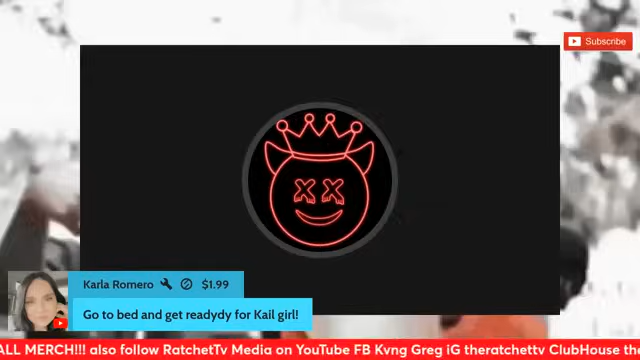 Subscribe
Karla Romero $1.99
Go to bed and get readydy for Kail girl!
ALL MERCH!!! also follow RatchetTv Media on YouTube FB Kvng Greg iG theratchettv ClubHouse the